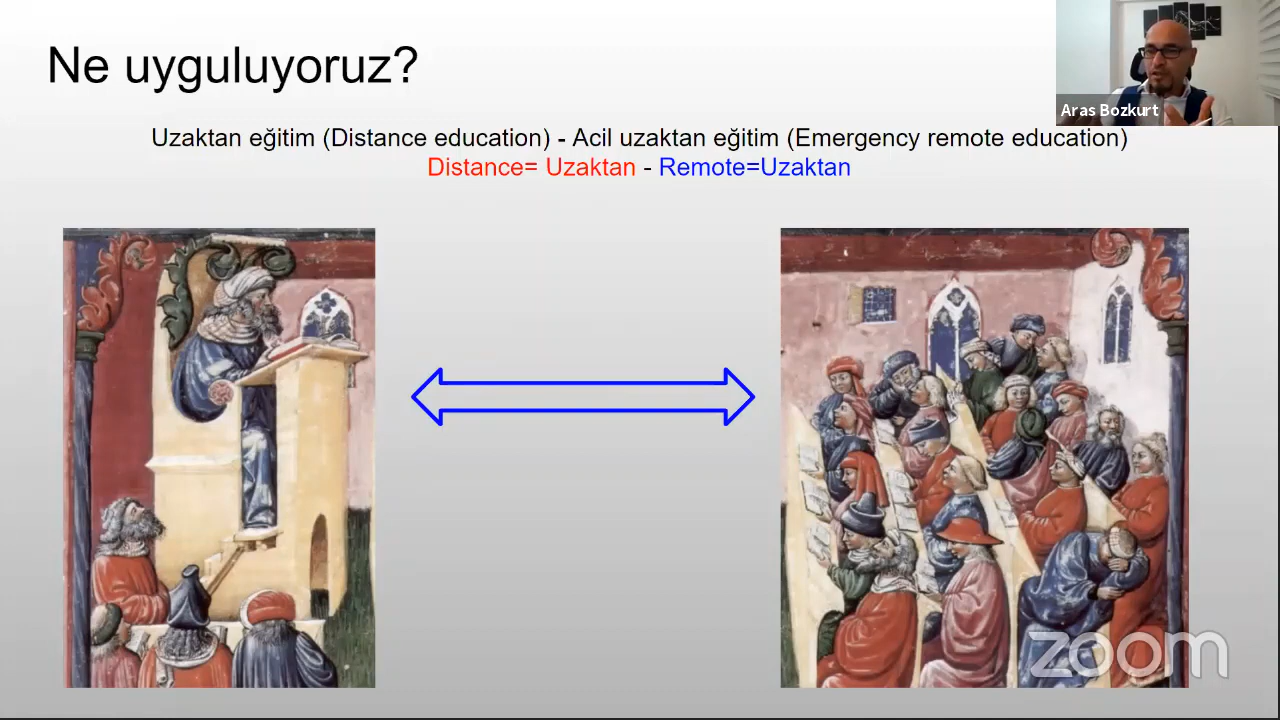 Ne uyguluyoruz?
Aras Bozkurt
Uzaktan eğitim (Distance education) - Acil uzaktan eğitim (Emergency remote education)
Distance= Uzaktan - Remote=Uzaktan
zoom